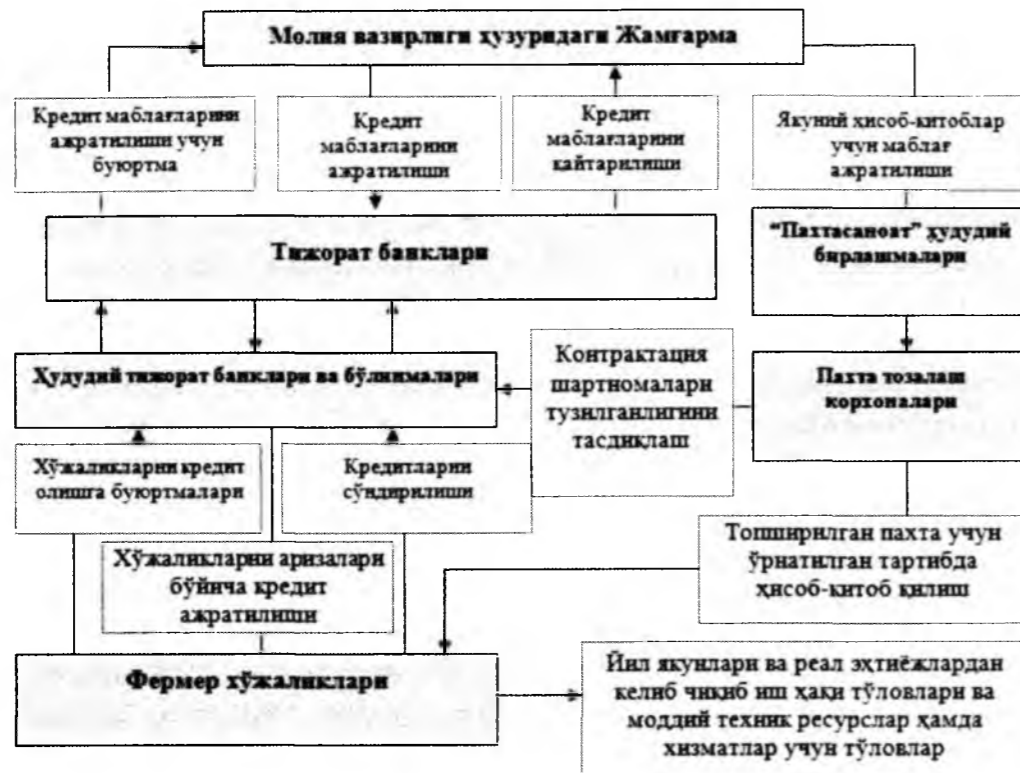 Молия вазирлиги ҳузуридаги Жамғарма
Кредит маблағларини
ажратилиши учун
буюртма
Кредит
маблағларини
ажратилиши
Кредит
маблағларини
қайтарилиши
Якуний ҳисоб-китоблар
учун маблағ
ажратилиши
Тижорат банклари
“Пахтасаноат” ҳудудий
бирлашмалари
Ҳудудий тижорат банклари ва бўлинмалари
Контрактация
шартномалари
тузилганлигини
тасдиқлаш
Пахта тозалаш
корхоналари
Хўжаликларни кредит
олишга буюртмалари
Кредитларни
сўндирилиши
Хўжаликларни аризалари
бўйича кредит
ажратилиши
Топширилган пахта учун
ўрнатилган тартибда
ҳисоб-китоб қилиш
Фермер хўжаликлари
Йил якунлари ва реал эҳтиёжлардан
келиб чиқиб иш ҳақи тўловлари ва
моддий техник ресурслар ҳамда
хизматлар учун тўловлар